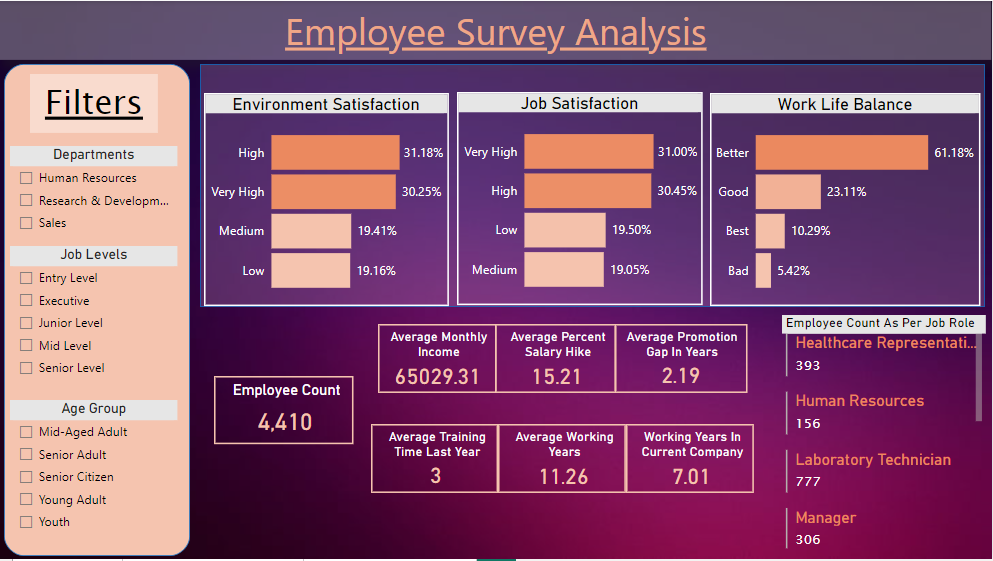 Employee Survey Analysis
Filters
Departments
Human Resources
Research & Developm...
Sales
Job Levels
Entry Level
Executive
Junior Level
Mid Level
Senior Level
Age Group
Mid-Aged Adult
Senior Adult
Senior Citizen
Young Adult
Youth
Environment Satisfaction
High 31.18%
Very High 30.25%
Medium 19.41%
Low 19.16%
Job Satisfaction
Very High 31.00%
High 30.45%
Low 19.50%
Medium 19.05%
Work Life Balance
Better 61.18%
Good 23.11%
Best 10.29%
Bad 5.42%
Employee Count
4,410
Average Monthly
Income
65029.31
Average Percent
Salary Hike
15.21
Average Promotion
Gap In Years
2.19
Average Training
Time Last Year
3
Average Working
Years
11.26
Working Years In
Current Company
7.01
Employee Count As Per Job Role
Healthcare Representati...
393
Human Resources
156
Laboratory Technician
777
Manager
306